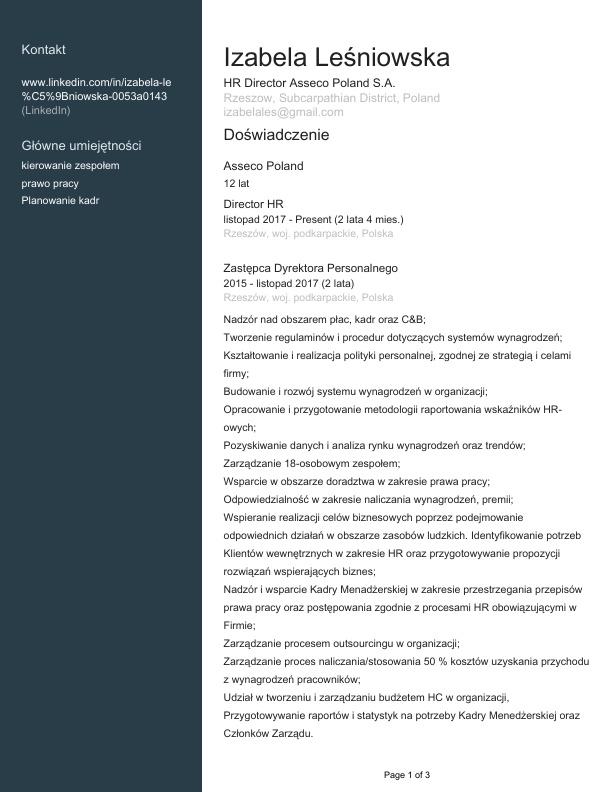 Kontakt
www.linkedin.com/in/izabela-le
%C5%9Bniowska-0053a0143
(LinkedIn)
Główne umiejętności
kierowanie zespołem
prawo pracy
Planowanie kadr
Izabela Leśniowska
HR Director Asseco Poland S.A.
Rzeszow, Subcarpathian District, Poland
izabelales@gmail.com
Doświadczenie
Asseco Poland
12 lat
Director HR
listopad 2017 - Present (2 lata 4 mies.)
Rzeszów, woj. podkarpackie, Polska
Zastępca Dyrektora Personalnego
2015 - listopad 2017 (2 lata)
Rzeszów, woj. podkarpackie, Polska
Nadzór nad obszarem płac, kadr oraz C&B;
Tworzenie regulaminów i procedur dotyczących systemów wynagrodzeń;
Kształtowanie i realizacja polityki personalnej, zgodnej ze strategią i celami
firmy;
Budowanie i rozwój systemu wynagrodzeń w organizacji;
Opracowanie i przygotowanie metodologii raportowania wskaźników HR-
owych;
Pozyskiwanie danych i analiza rynku wynagrodzeń oraz trendów;
Zarządzanie 18-osobowym zespołem;
Wsparcie w obszarze doradztwa w zakresie prawa pracy;
Odpowiedzialność w zakresie naliczania wynagrodzeń, premii;
Wspieranie realizacji celów biznesowych poprzez podejmowanie
odpowiednich działań w obszarze zasobów ludzkich. Identyfikowanie potrzeb
Klientów wewnętrznych w zakresie HR oraz przygotowywanie propozycji
rozwiązań wspierających biznes;
Nadzór i wsparcie Kadry Menadżerskiej w zakresie przestrzegania przepisów
prawa pracy oraz postępowania zgodnie z procesami HR obowiązującymi w
Firmie;
Zarządzanie procesem outsourcingu w organizacji;
Zarządzanie proces naliczania/stosowania 50 % kosztów uzyskania przychodu
z wynagrodzeń pracowników;
Udział w tworzeniu i zarządzaniu budżetem HC w organizacji,
Przygotowywanie raportów i statystyk na potrzeby Kadry Menedżerskiej oraz
Członków Zarządu.
Page 1 of 3